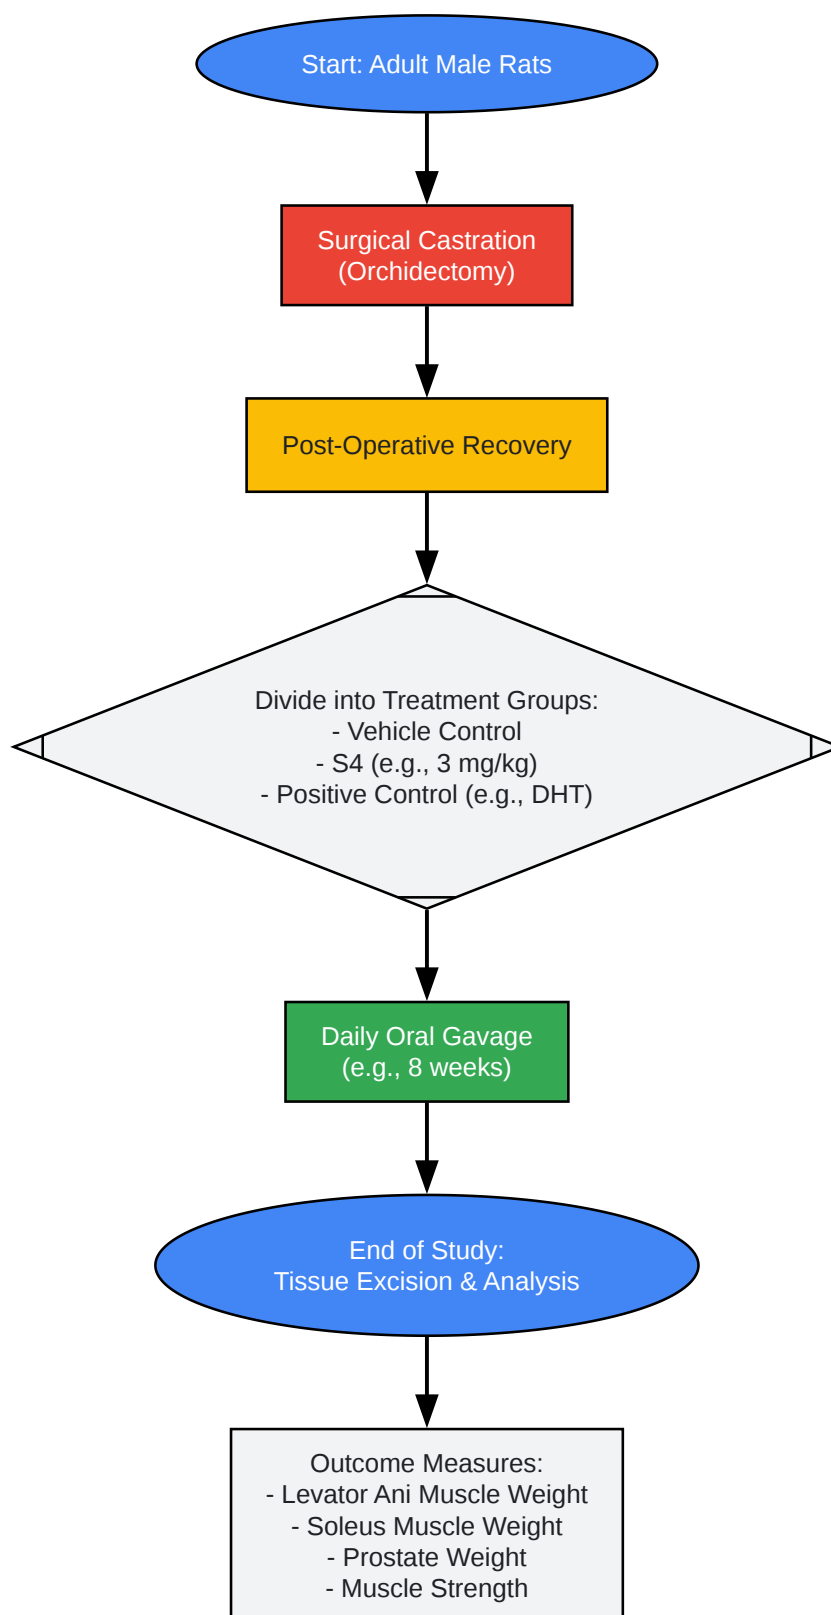 Start: Adult Male Rats
Surgical Castration
(Orchidectomy)
Post-Operative Recovery
Divide into Treatment Groups:
- Vehicle Control
- S4 (e.g., 3 mg/kg)
- Positive Control (e.g., DHT)
Daily Oral Gavage
(e.g., 8 weeks)
End of Study:
Tissue Excision & Analysis
Outcome Measures:
- Levator Ani Muscle Weight
- Soleus Muscle Weight
- Prostate Weight
- Muscle Strength